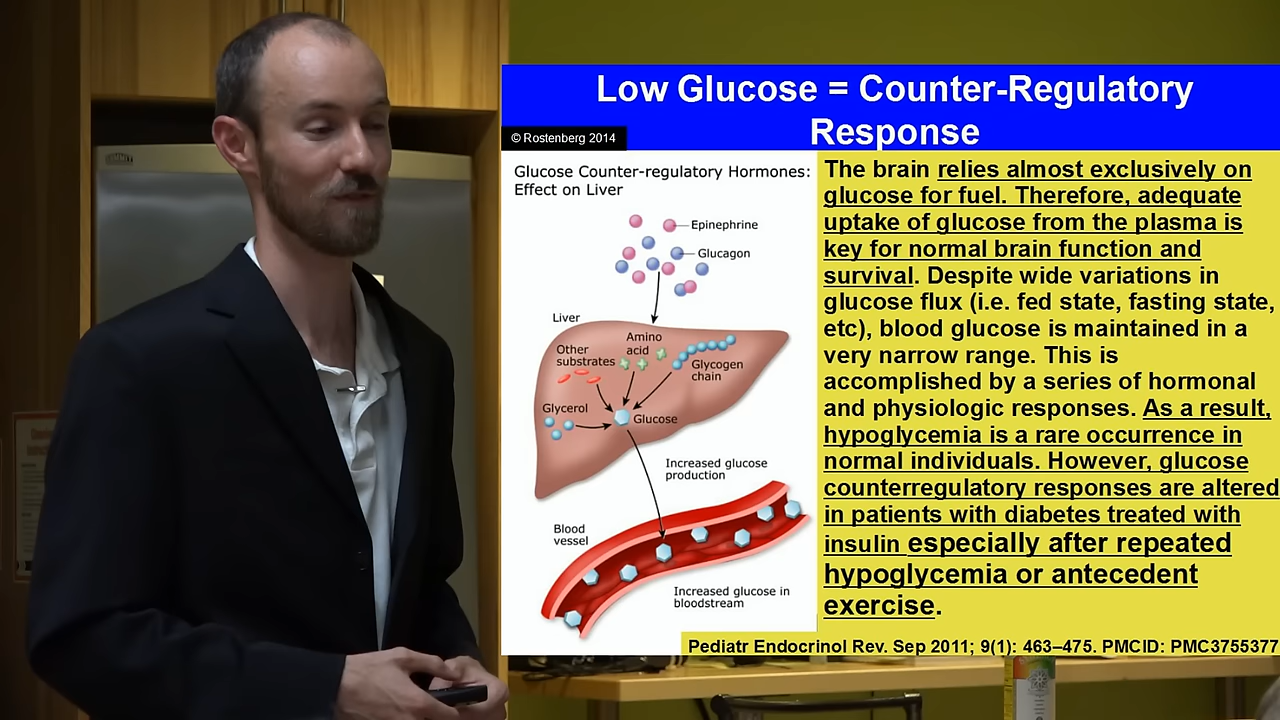 Low Glucose = Counter-Regulatory
Response
© Rostenberg 2014
Glucose Counter-regulatory Hormones:
Effect on Liver
Epinephrine
Glucagon
Liver
Amino
acid
Other
substrates
Glycogen
chain
Glycerol
Glucose
Increased glucose
production
Blood
vessel
Increased glucose in
bloodstream
The brain relies almost exclusively on
glucose for fuel. Therefore, adequate
uptake of glucose from the plasma is
key for normal brain function and
survival. Despite wide variations in
glucose flux (i.e. fed state, fasting state,
etc), blood glucose is maintained in a
very narrow range. This is
accomplished by a series of hormonal
and physiologic responses. As a result,
hypoglycemia is a rare occurrence in
normal individuals. However, glucose
counterregulatory responses are altered
in patients with diabetes treated with
insulin especially after repeated
hypoglycemia or antecedent
exercise.
Pediatr Endocrinol Rev. Sep 2011; 9(1): 463–475. PMCID: PMC3755377
SUMMIT